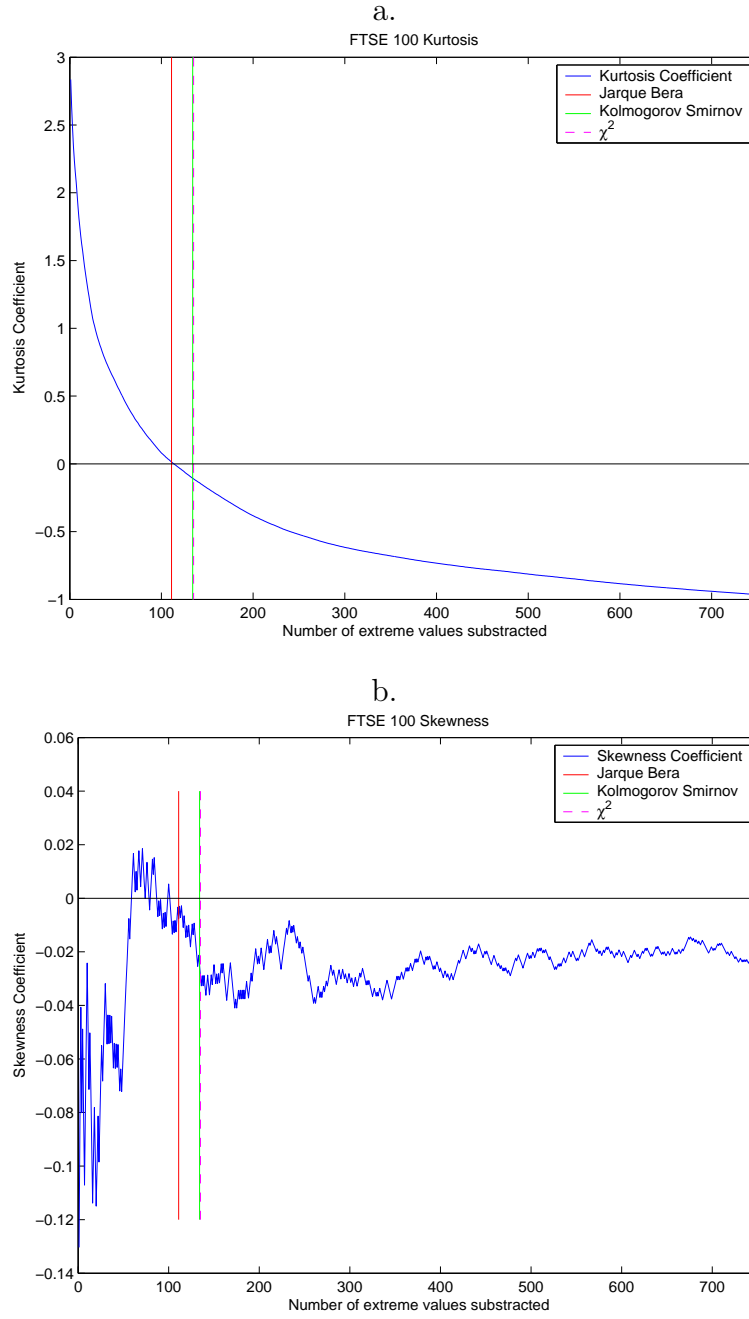 a.
FTSE 100 Kurtosis
3
2.5
2
1.5
1
0.5
0
−0.5
−1
Kurtosis Coefficient
Kurtosis Coefficient
Jarque Bera
Kolmogorov Smirnov
χ²
0 100 200 300 400 500 600 700
Number of extreme values substracted
b.
FTSE 100 Skewness
0.06
0.04
0.02
0
−0.02
−0.04
−0.06
−0.08
−0.1
−0.12
−0.14
Skewness Coefficient
Skewness Coefficient
Jarque Bera
Kolmogorov Smirnov
χ²
0 100 200 300 400 500 600 700
Number of extreme values substracted